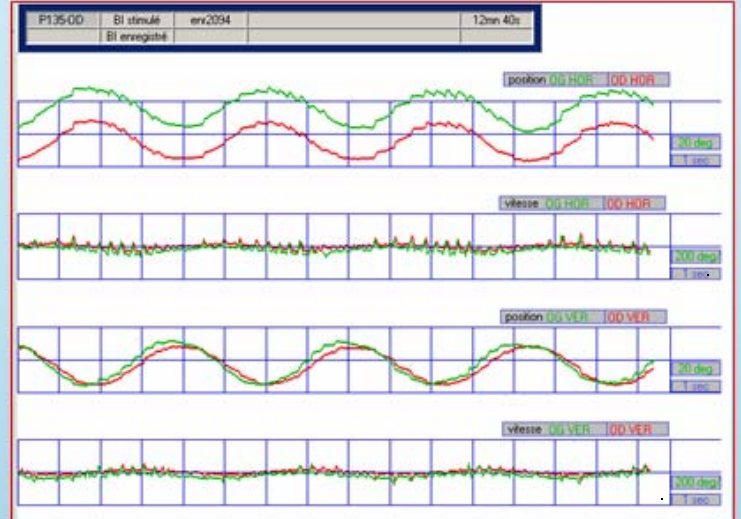 P135-OD BI stimulé enr2094 12mn 40s
BI enregistré
position OG HOR OD HOR
20 deg
1 sec
vitesse OG HOR OD HOR
200 deg/
1 sec
position OG VER OD VER
20 deg
1 sec
vitesse OG VER OD VER
200 deg/
1 sec